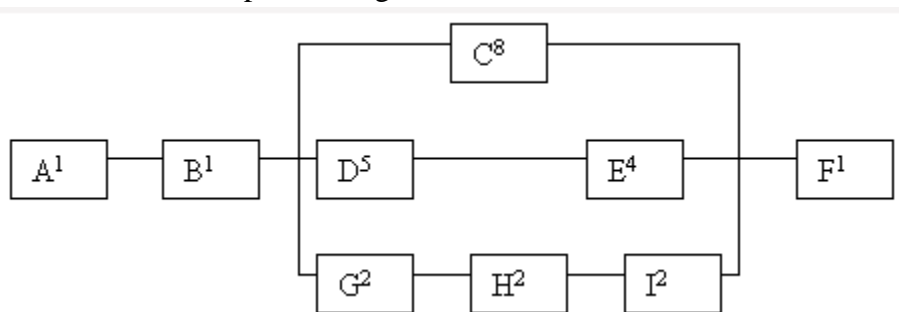 C⁸
A¹ B¹ D⁵ E⁴ F¹
G² H² I²